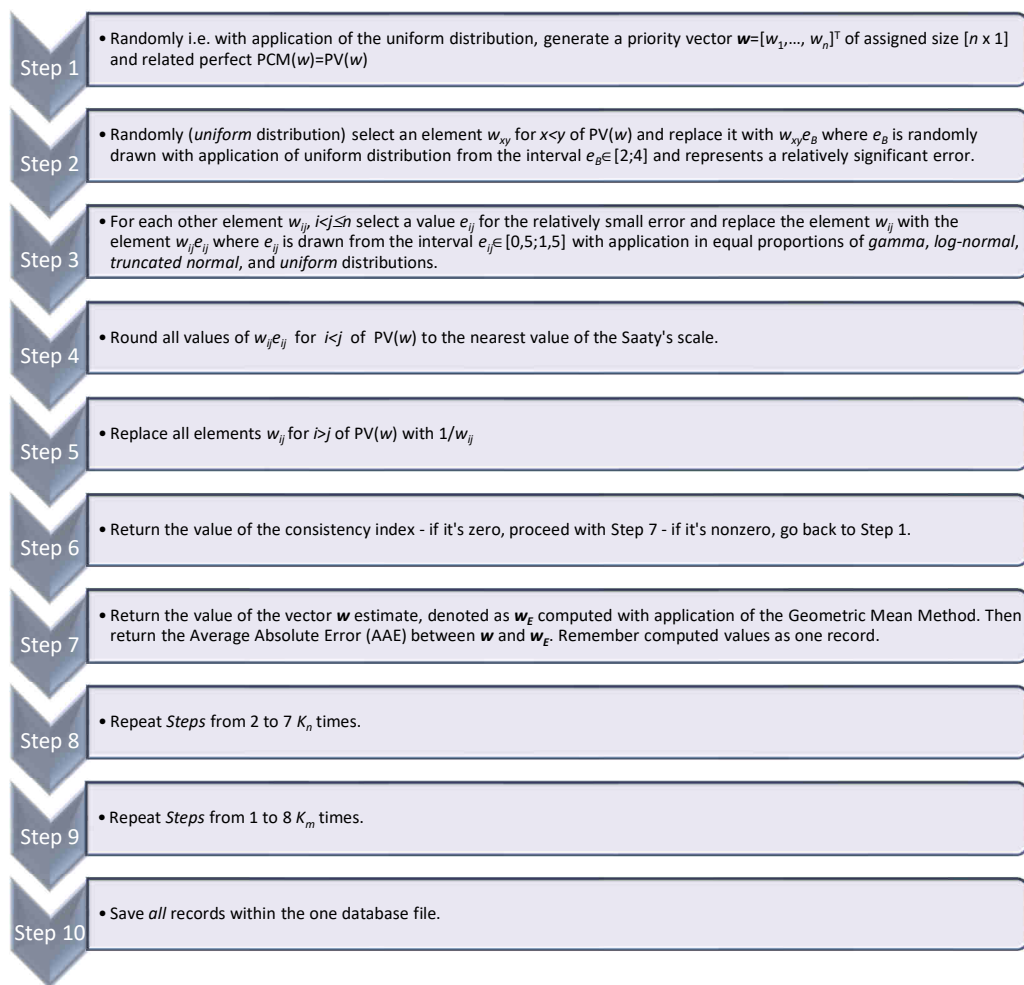 Step 1
• Randomly i.e. with application of the uniform distribution, generate a priority vector w=[w1,..., wn]T of assigned size [n x 1]
and related perfect PCM(w)=PV(w)
Step 2
• Randomly (uniform distribution) select an element wxy for x<y of PV(w) and replace it with wxyeB where eB is randomly
drawn with application of uniform distribution from the interval eB∈[2;4] and represents a relatively significant error.
Step 3
• For each other element wij, i<j≤n select a value eij for the relatively small error and replace the element wij with the
element wijeij where eij is drawn from the interval eij∈[0,5;1,5] with application in equal proportions of gamma, log-normal,
truncated normal, and uniform distributions.
Step 4
• Round all values of wijeij for i<j of PV(w) to the nearest value of the Saaty's scale.
Step 5
• Replace all elements wij for i>j of PV(w) with 1/wij
Step 6
• Return the value of the consistency index - if it's zero, proceed with Step 7 - if it's nonzero, go back to Step 1.
Step 7
• Return the value of the vector w estimate, denoted as wE computed with application of the Geometric Mean Method. Then
return the Average Absolute Error (AAE) between w and wE. Remember computed values as one record.
Step 8
• Repeat Steps from 2 to 7 Kn times.
Step 9
• Repeat Steps from 1 to 8 Km times.
Step 10
• Save all records within the one database file.